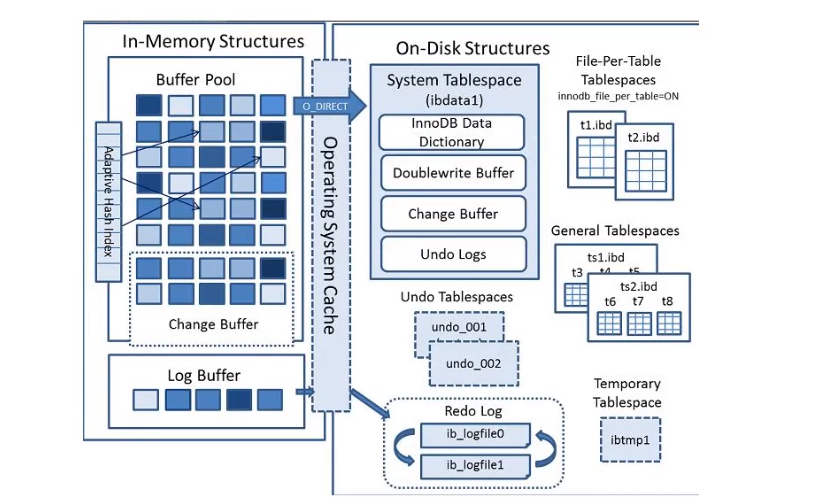 In-Memory Structures
Buffer Pool
Adaptive Hash Index
Change Buffer
Log Buffer
O_DIRECT
Operating System Cache
On-Disk Structures
System Tablespace
(ibdata1)
InnoDB Data
Dictionary
Doublewrite Buffer
Change Buffer
Undo Logs
Undo Tablespaces
undo_001
undo_002
Redo Log
ib_logfile0
ib_logfile1
File-Per-Table
Tablespaces
innodb_file_per_table=ON
t1.ibd
t2.ibd
General Tablespaces
ts1.ibd
t3 t4 t5
ts2.ibd
t6 t7 t8
Temporary
Tablespace
ibtmp1